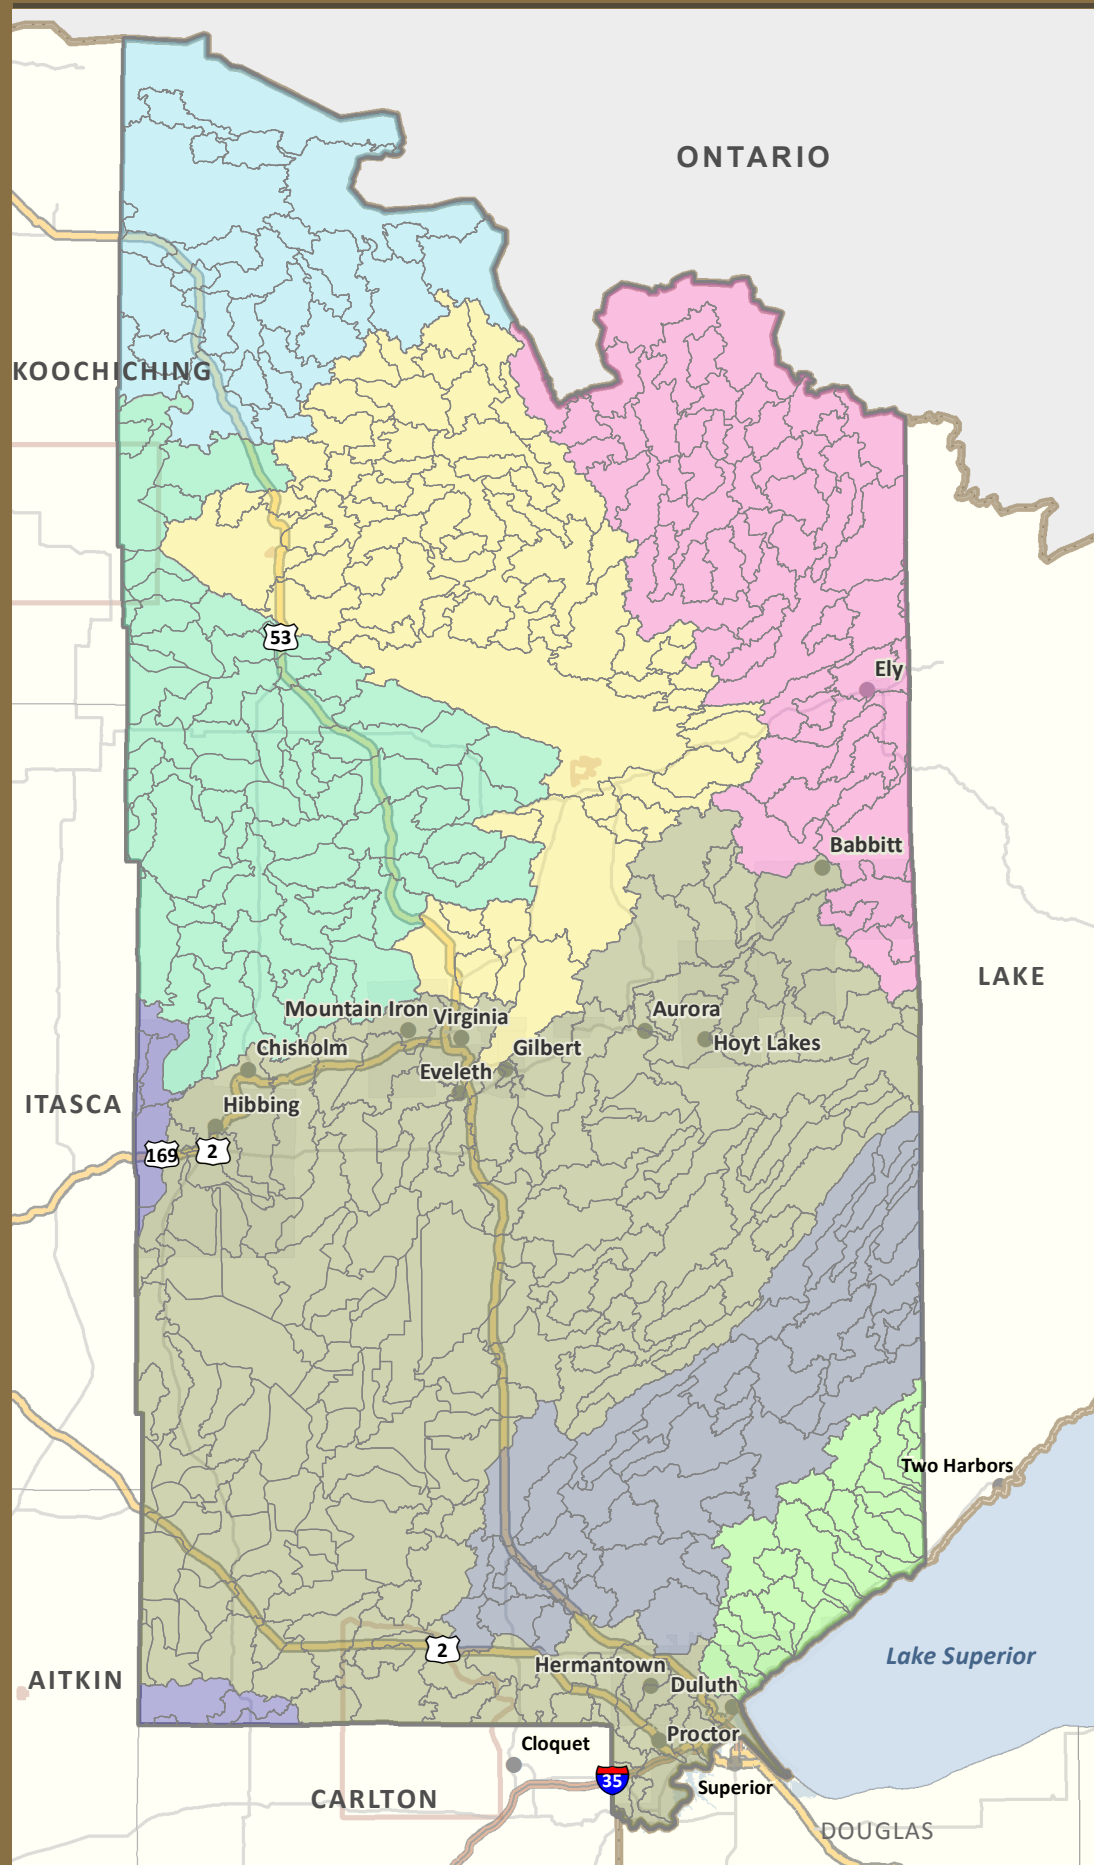 ONTARIO
KOOCHICHING
53
Ely
Babbitt
LAKE
Mountain Iron
Virginia
Aurora
Hoyt Lakes
Chisholm
Gilbert
Eveleth
ITASCA
Hibbing
169
2
Two Harbors
2
Lake Superior
Hermantown
AITKIN
Duluth
Proctor
Cloquet
35
Superior
CARLTON
DOUGLAS